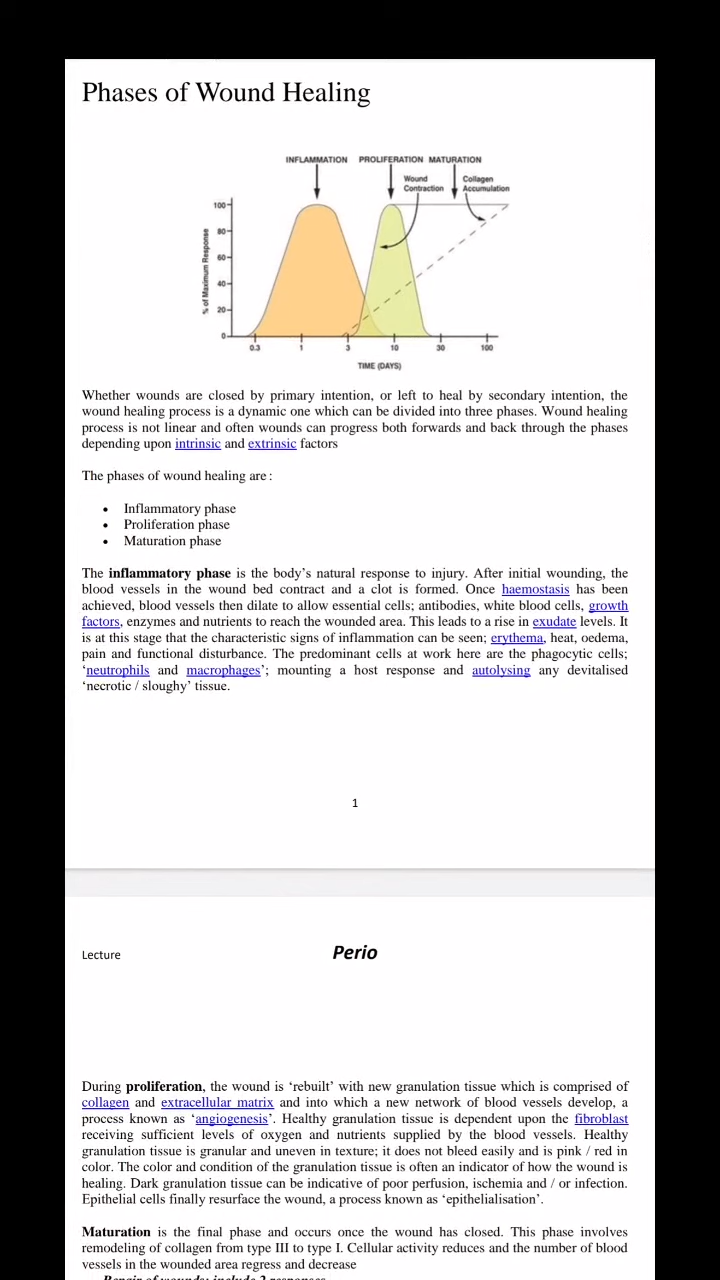 Phases of Wound Healing
INFLAMMATION PROLIFERATION MATURATION
Wound Contraction
Collagen Accumulation
% of Maximum Response
100
80
60
40
20
0
0.3 1 3 10 30 100
TIME (DAYS)
Whether wounds are closed by primary intention, or left to heal by secondary intention, the
wound healing process is a dynamic one which can be divided into three phases. Wound healing
process is not linear and often wounds can progress both forwards and back through the phases
depending upon intrinsic and extrinsic factors
The phases of wound healing are :
• Inflammatory phase
• Proliferation phase
• Maturation phase
The inflammatory phase is the body’s natural response to injury. After initial wounding, the
blood vessels in the wound bed contract and a clot is formed. Once haemostasis has been
achieved, blood vessels then dilate to allow essential cells; antibodies, white blood cells, growth
factors, enzymes and nutrients to reach the wounded area. This leads to a rise in exudate levels. It
is at this stage that the characteristic signs of inflammation can be seen; erythema, heat, oedema,
pain and functional disturbance. The predominant cells at work here are the phagocytic cells;
‘neutrophils and macrophages’; mounting a host response and autolysing any devitalised
‘necrotic / sloughy’ tissue.
1
Lecture Perio
During proliferation, the wound is ‘rebuilt’ with new granulation tissue which is comprised of
collagen and extracellular matrix and into which a new network of blood vessels develop, a
process known as ‘angiogenesis’. Healthy granulation tissue is dependent upon the fibroblast
receiving sufficient levels of oxygen and nutrients supplied by the blood vessels. Healthy
granulation tissue is granular and uneven in texture; it does not bleed easily and is pink / red in
color. The color and condition of the granulation tissue is often an indicator of how the wound is
healing. Dark granulation tissue can be indicative of poor perfusion, ischemia and / or infection.
Epithelial cells finally resurface the wound, a process known as ‘epithelialisation’.
Maturation is the final phase and occurs once the wound has closed. This phase involves
remodeling of collagen from type III to type I. Cellular activity reduces and the number of blood
vessels in the wounded area regress and decrease
Repair of wounds: include 2 responses